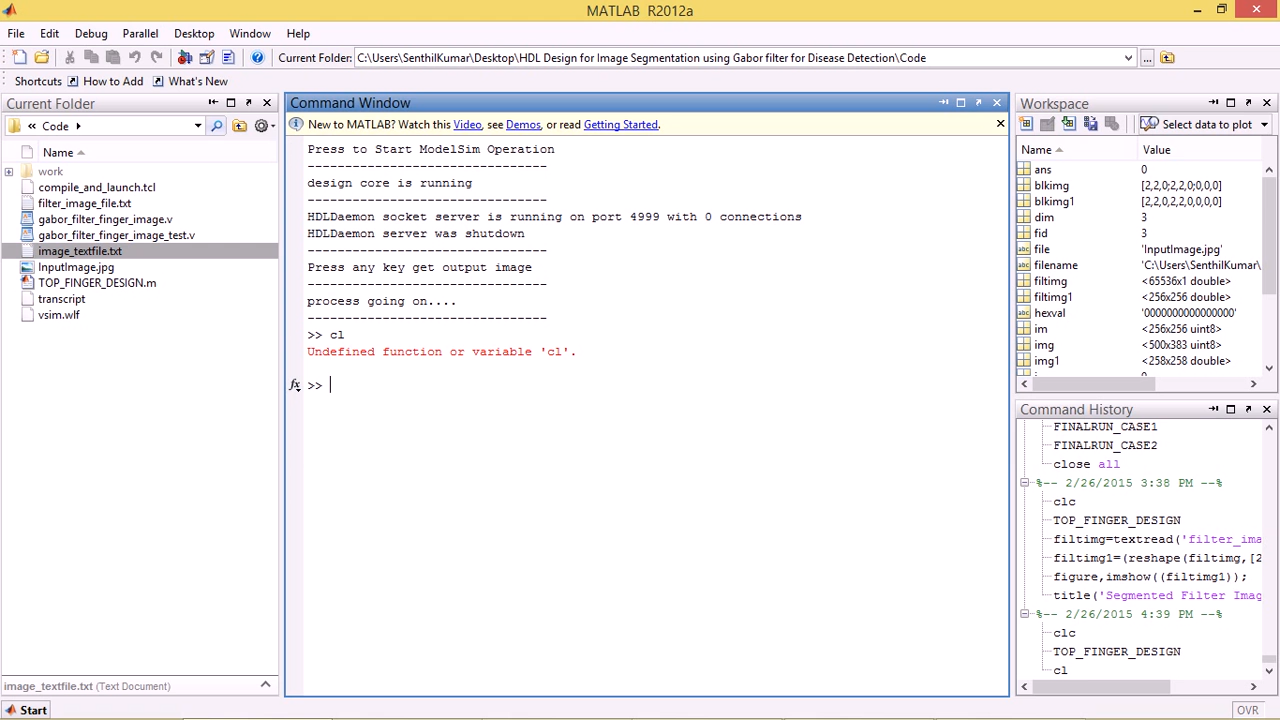 MATLAB R2012a
File Edit Debug Parallel Desktop Window Help
Current Folder: C:\Users\SenthilKumar\Desktop\HDL Design for Image Segmentation using Gabor filter for Disease Detection\Code
Shortcuts How to Add What's New
Current Folder
« Code
Name
work
compile_and_launch.tcl
filter_image_file.txt
gabor_filter_finger_image.v
gabor_filter_finger_image_test.v
image_textfile.txt
InputImage.jpg
TOP_FINGER_DESIGN.m
transcript
vsim.wlf
image_textfile.txt (Text Document)
Start
Command Window
New to MATLAB? Watch this Video, see Demos, or read Getting Started.
Press to Start ModelSim Operation
-------------------------------
design core is running
-------------------------------
HDLDaemon socket server is running on port 4999 with 0 connections
HDLDaemon server was shutdown
-------------------------------
Press any key get output image
-------------------------------
process going on....
-------------------------------
>> cl
Undefined function or variable 'cl'.
fx >>
Workspace
Select data to plot
Name Value
ans 0
blkimg [2,2,0;2,2,0;0,0,0]
blkimg1 [2,2,0;2,2,0;0,0,0]
dim 3
fid 3
file 'InputImage.jpg'
filename 'C:\Users\SenthilKumar\
filtimg <65536x1 double>
filtimg1 <256x256 double>
hexval '0000000000000000'
im <256x256 uint8>
img <500x383 uint8>
img1 <258x258 double>
Command History
FINALRUN_CASE1
FINALRUN_CASE2
close all
%-- 2/26/2015 3:38 PM --%
clc
TOP_FINGER_DESIGN
filtimg=textread('filter_ima
filtimg1=(reshape(filtimg,[2
figure,imshow((filtimg1));
title('Segmented Filter Imag
%-- 2/26/2015 4:39 PM --%
clc
TOP_FINGER_DESIGN
cl
OVR